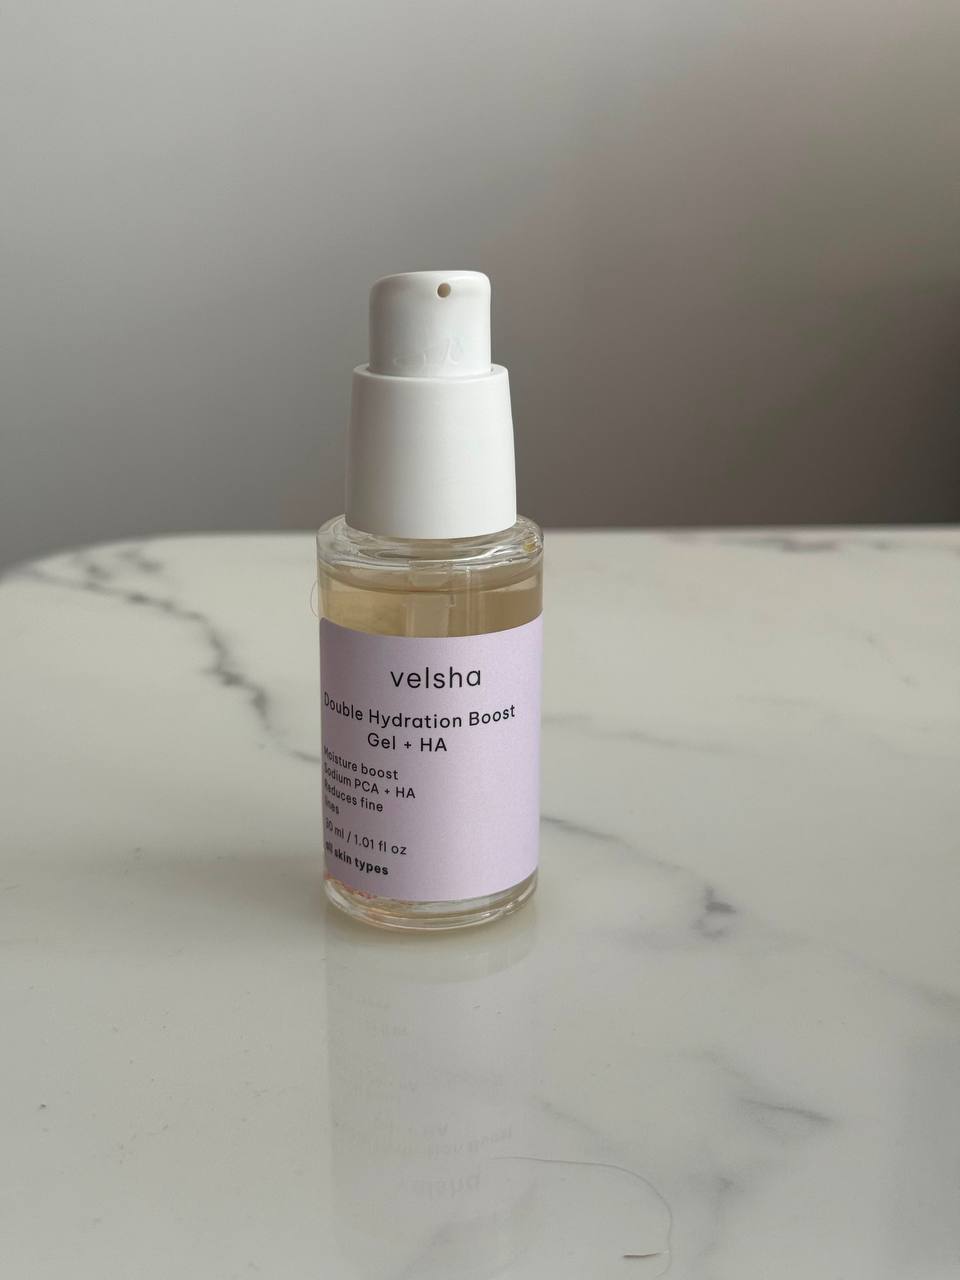 velsha
Double Hydration Boost
Gel + HA
Moisture boost
Sodium PCA + HA
Reduces fine
lines
30 ml / 1.01 fl oz
all skin types